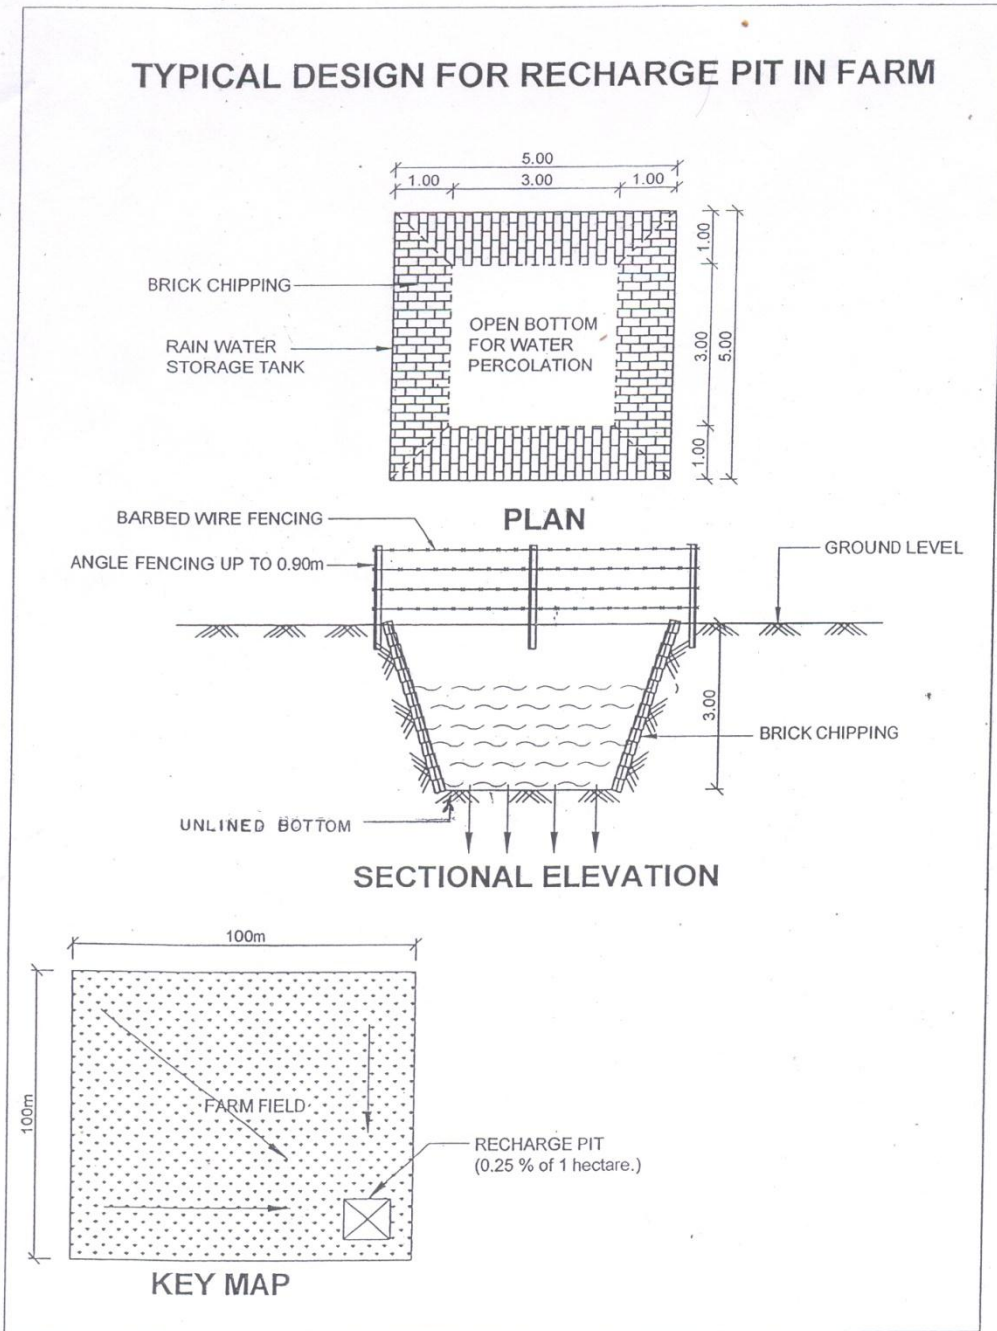 TYPICAL DESIGN FOR RECHARGE PIT IN FARM
5.00
1.00
3.00
1.00
BRICK CHIPPING
RAIN WATER
STORAGE TANK
OPEN BOTTOM
FOR WATER
PERCOLATION
1.00
3.00
5.00
1.00
PLAN
BARBED WIRE FENCING
ANGLE FENCING UP TO 0.90m
GROUND LEVEL
3.00
BRICK CHIPPING
UNLINED BOTTOM
SECTIONAL ELEVATION
100m
100m
FARM FIELD
RECHARGE PIT
(0.25 % of 1 hectare.)
KEY MAP